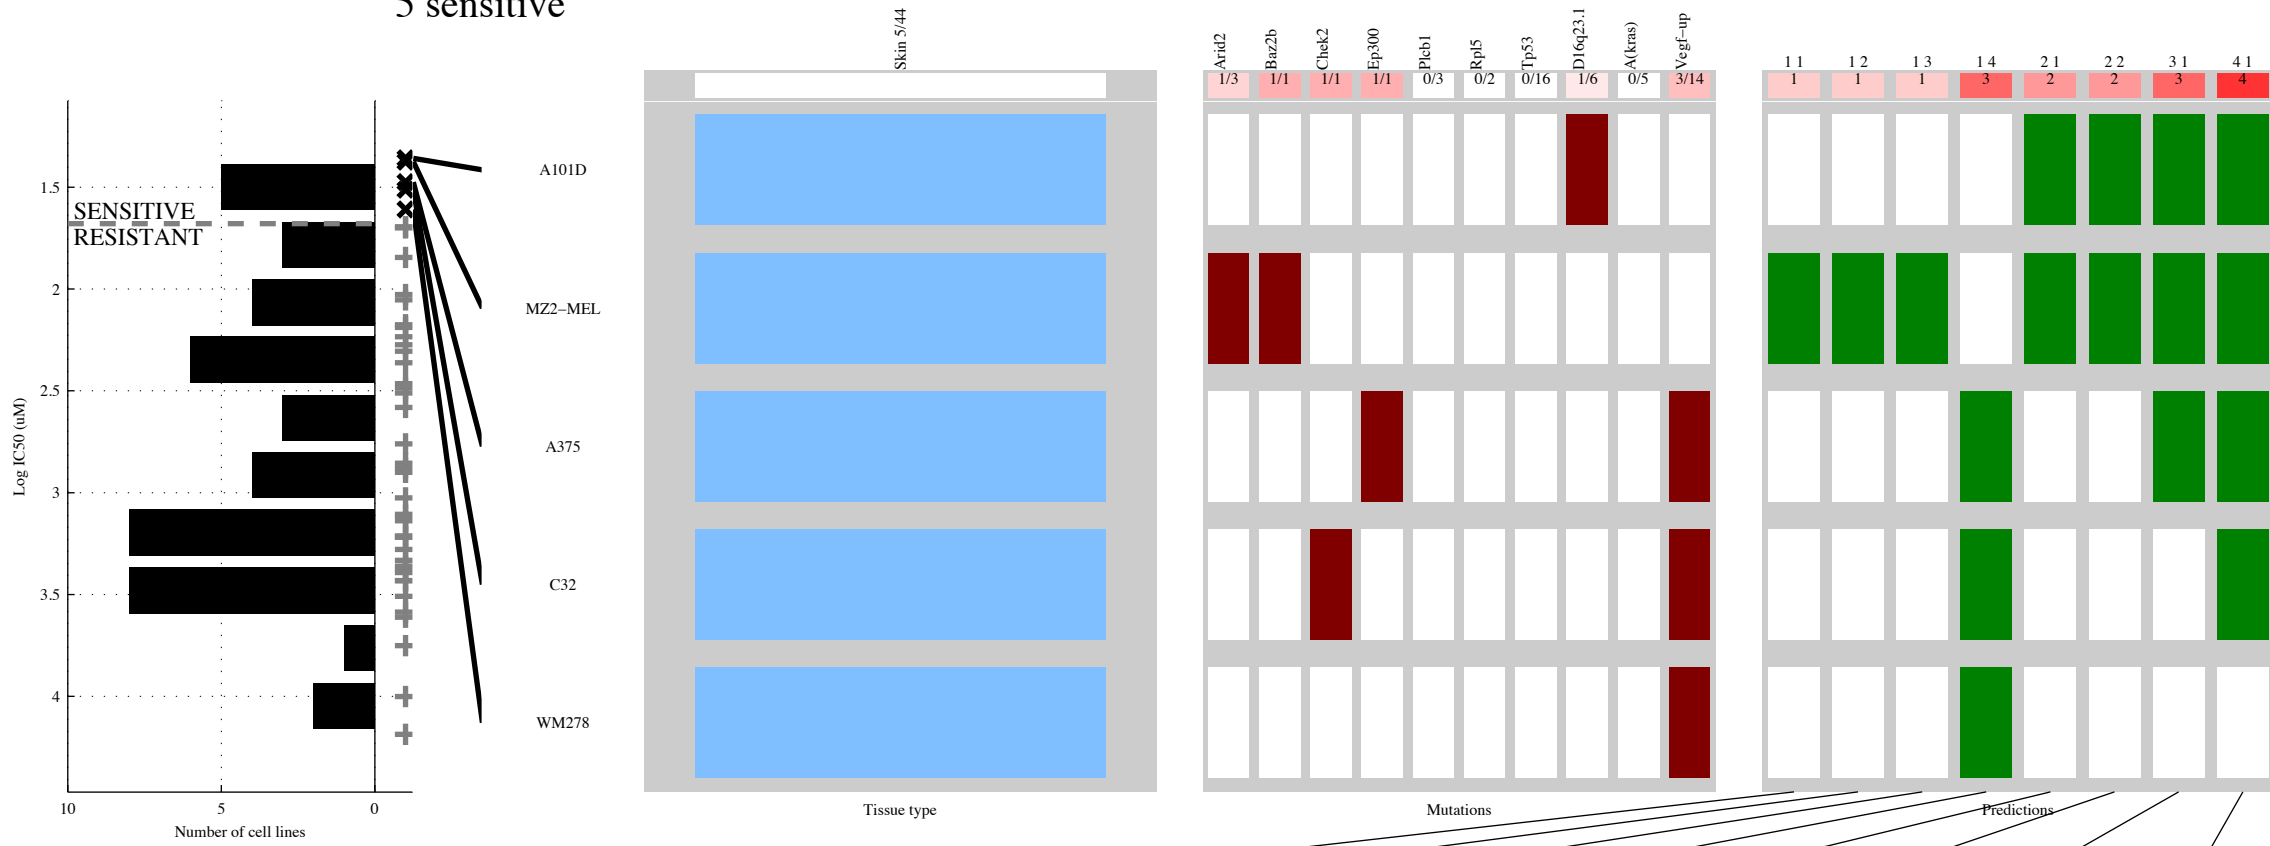 5 sensitive
Skin 5/44
Arid2
Baz2b
Chek2
Ep300
Plcb1
Rpl5
Tp53
D16q23.1
A(kras)
Vegf−up
1 1
1 2
1 3
1 4
2 1
2 2
3 1
4 1
1/3
1/1
1/1
1/1
0/3
0/2
0/16
1/6
0/5
3/14
1
1
1
3
2
2
3
4
SENSITIVE
RESISTANT
1.5
2
2.5
3
3.5
4
Log IC50 (uM)
10
5
0
Number of cell lines
A101D
MZ2−MEL
A375
C32
WM278
Tissue type
Mutations
Predictions